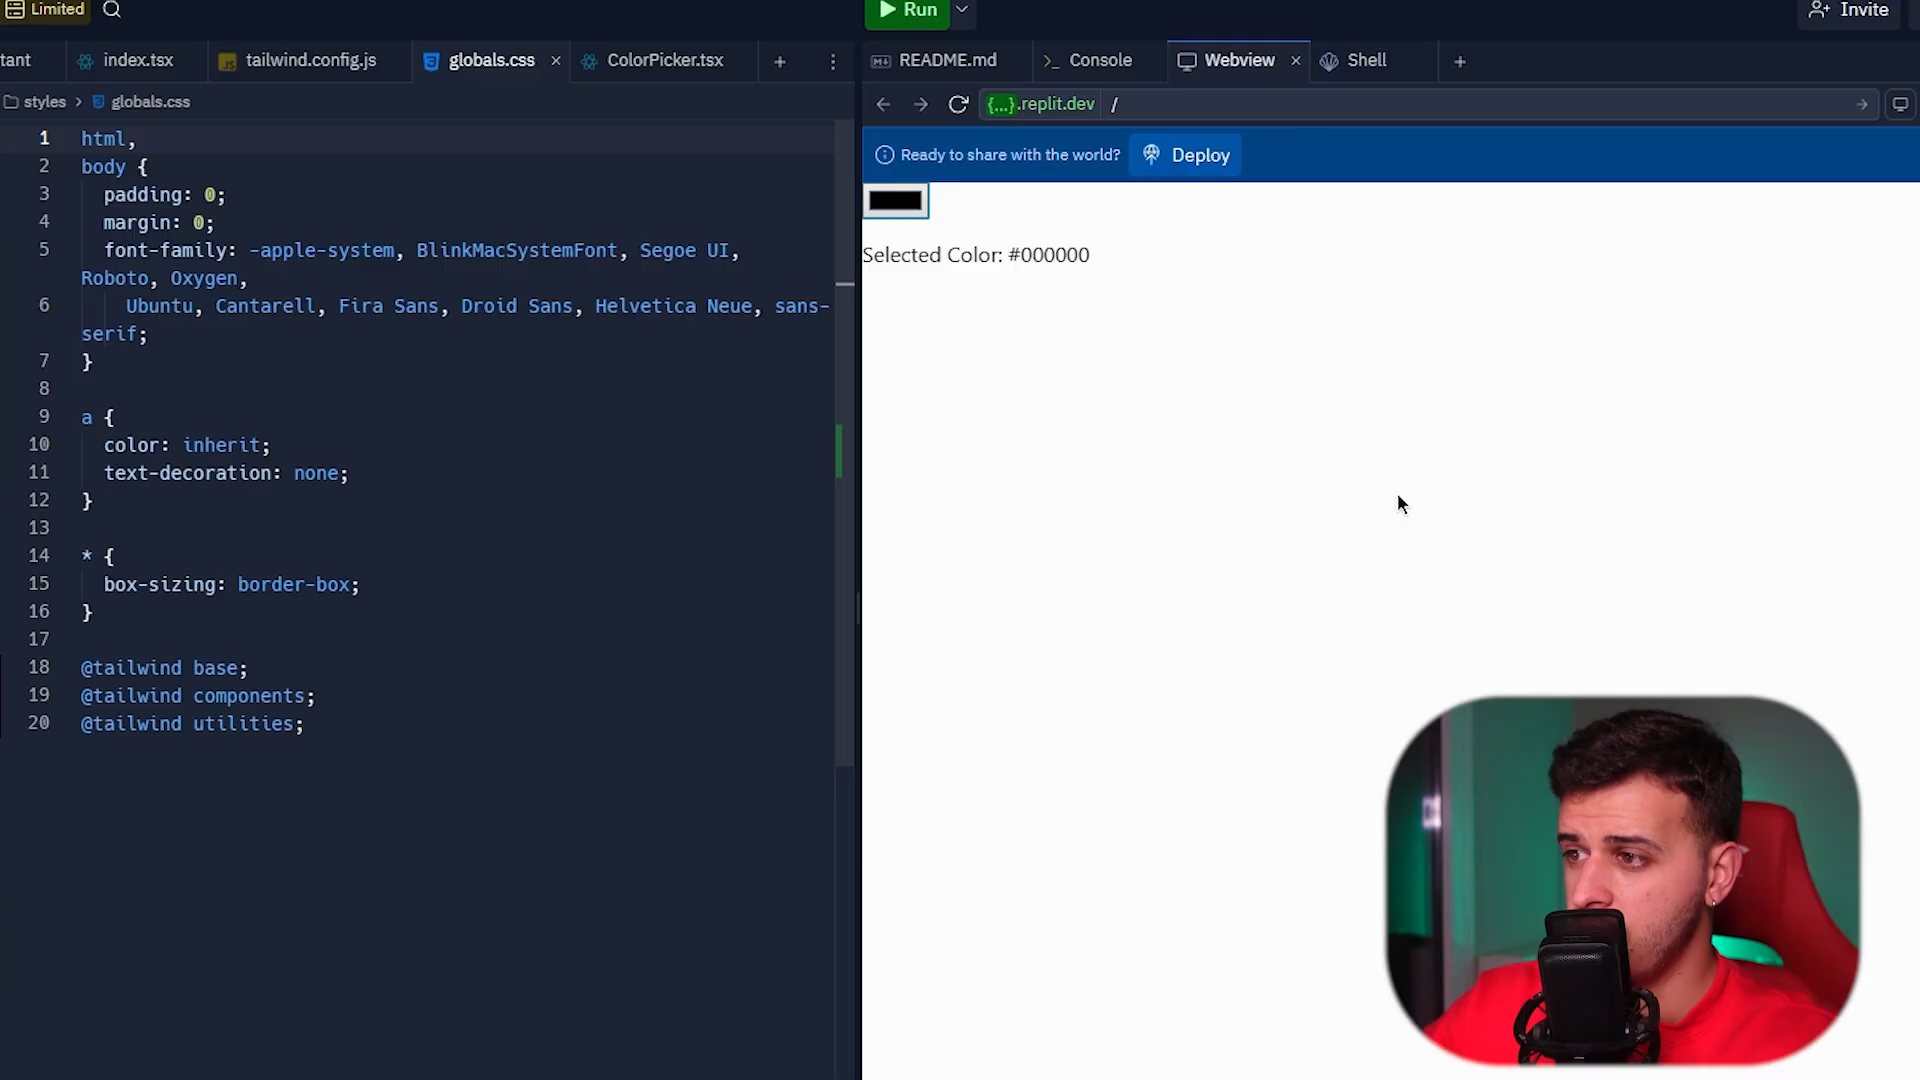 Limited
Run
Invite
tant
index.tsx
JS tailwind.config.js
globals.css ×
ColorPicker.tsx
+
README.md
>_ Console
Webview ×
Shell
+
styles > globals.css
{...}.replit.dev /
Ready to share with the world? Deploy
1 html,
2 body {
3 padding: 0;
4 margin: 0;
5 font-family: -apple-system, BlinkMacSystemFont, Segoe UI,
Roboto, Oxygen,
6 Ubuntu, Cantarell, Fira Sans, Droid Sans, Helvetica Neue, sans-
serif;
7 }
8
9 a {
10 color: inherit;
11 text-decoration: none;
12 }
13
14 * {
15 box-sizing: border-box;
16 }
17
18 @tailwind base;
19 @tailwind components;
20 @tailwind utilities;
Selected Color: #000000